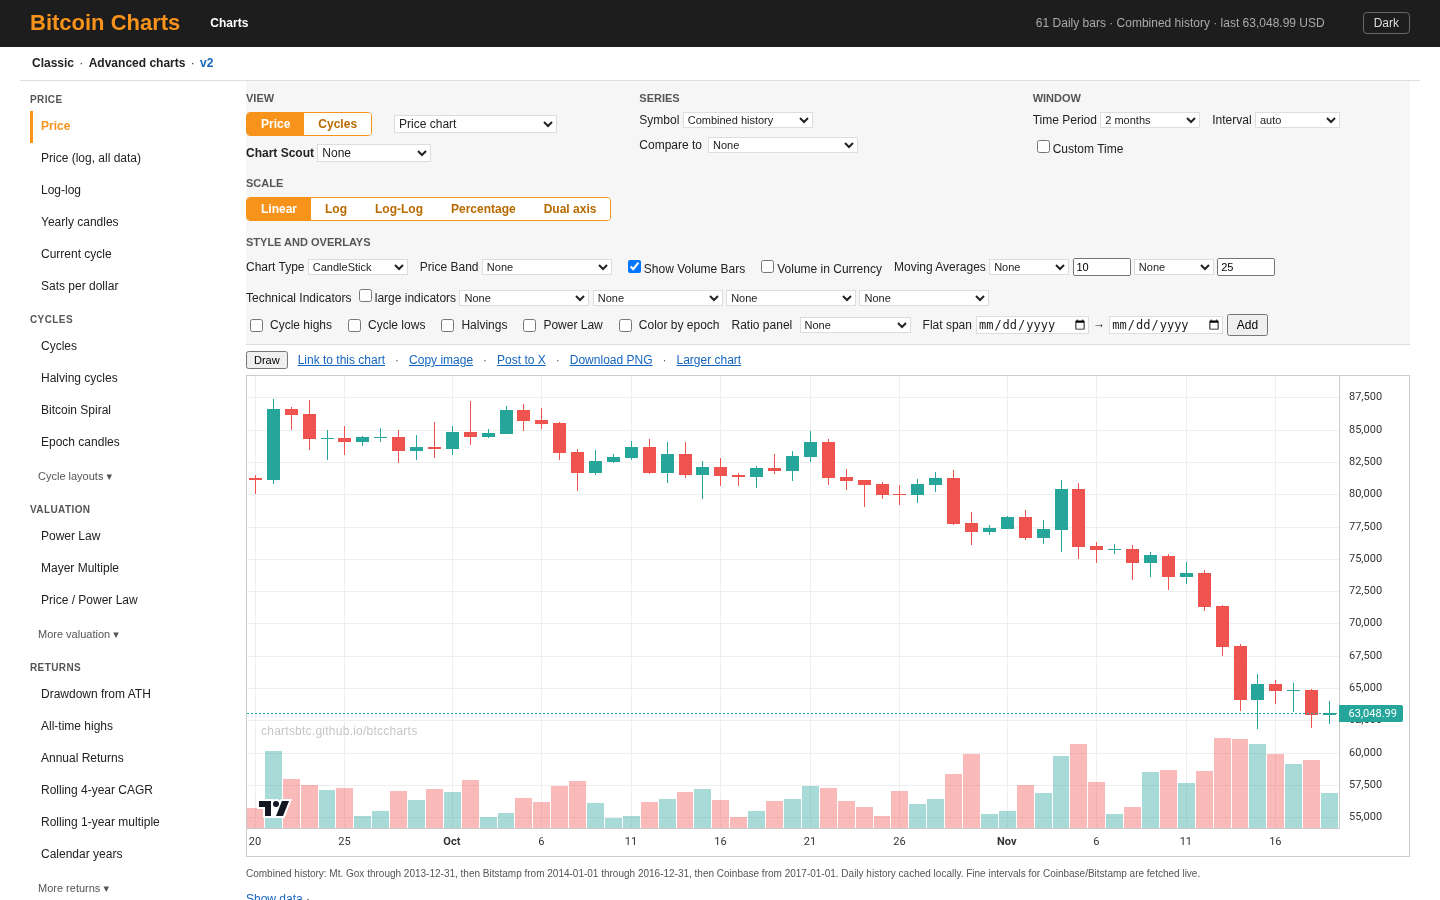 Bitcoin Charts
Charts
61 Daily bars · Combined history · last 63,048.99 USD
Dark
Classic · Advanced charts · v2
PRICE
Price
Price (log, all data)
Log-log
Yearly candles
Current cycle
Sats per dollar
CYCLES
Cycles
Halving cycles
Bitcoin Spiral
Epoch candles
Cycle layouts ▾
VALUATION
Power Law
Mayer Multiple
Price / Power Law
More valuation ▾
RETURNS
Drawdown from ATH
All-time highs
Annual Returns
Rolling 4-year CAGR
Rolling 1-year multiple
Calendar years
More returns ▾
VIEW
Price Cycles Price chart
Chart Scout None
SERIES
Symbol Combined history
Compare to None
WINDOW
Time Period 2 months Interval auto
Custom Time
SCALE
Linear Log Log-Log Percentage Dual axis
STYLE AND OVERLAYS
Chart Type CandleStick Price Band None Show Volume Bars Volume in Currency Moving Averages None 10 None 25
Technical Indicators large indicators None None None None
Cycle highs Cycle lows Halvings Power Law Color by epoch Ratio panel None Flat span mm/dd/yyyy → mm/dd/yyyy Add
Draw Link to this chart · Copy image · Post to X · Download PNG · Larger chart
87,500
85,000
82,500
80,000
77,500
75,000
72,500
70,000
67,500
65,000
63,048.99
60,000
57,500
55,000
chartsbtc.github.io/btccharts
20 25 Oct 6 11 16 21 26 Nov 6 11 16
Combined history: Mt. Gox through 2013-12-31, then Bitstamp from 2014-01-01 through 2016-12-31, then Coinbase from 2017-01-01. Daily history cached locally. Fine intervals for Coinbase/Bitstamp are fetched live.
Show data ·